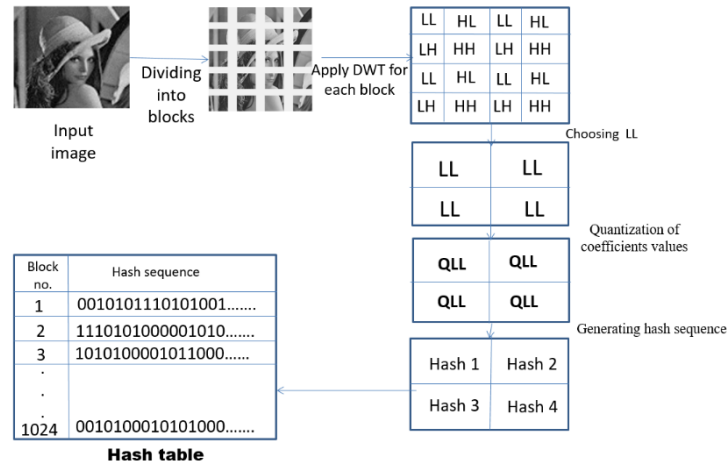 Input
image
Dividing
into
blocks
Apply DWT for
each block
LL HL LL HL
LH HH LH HH
LL HL LL HL
LH HH LH HH
Choosing LL
LL LL
LL LL
Quantization of
coefficients values
QLL QLL
QLL QLL
Generating hash sequence
Hash 1 Hash 2
Hash 3 Hash 4
Block
no. Hash sequence
1 0010101110101001.......
2 1110101000001010.......
3 1010100001011000......
.
.
.
1024 0010100010101000.......
Hash table